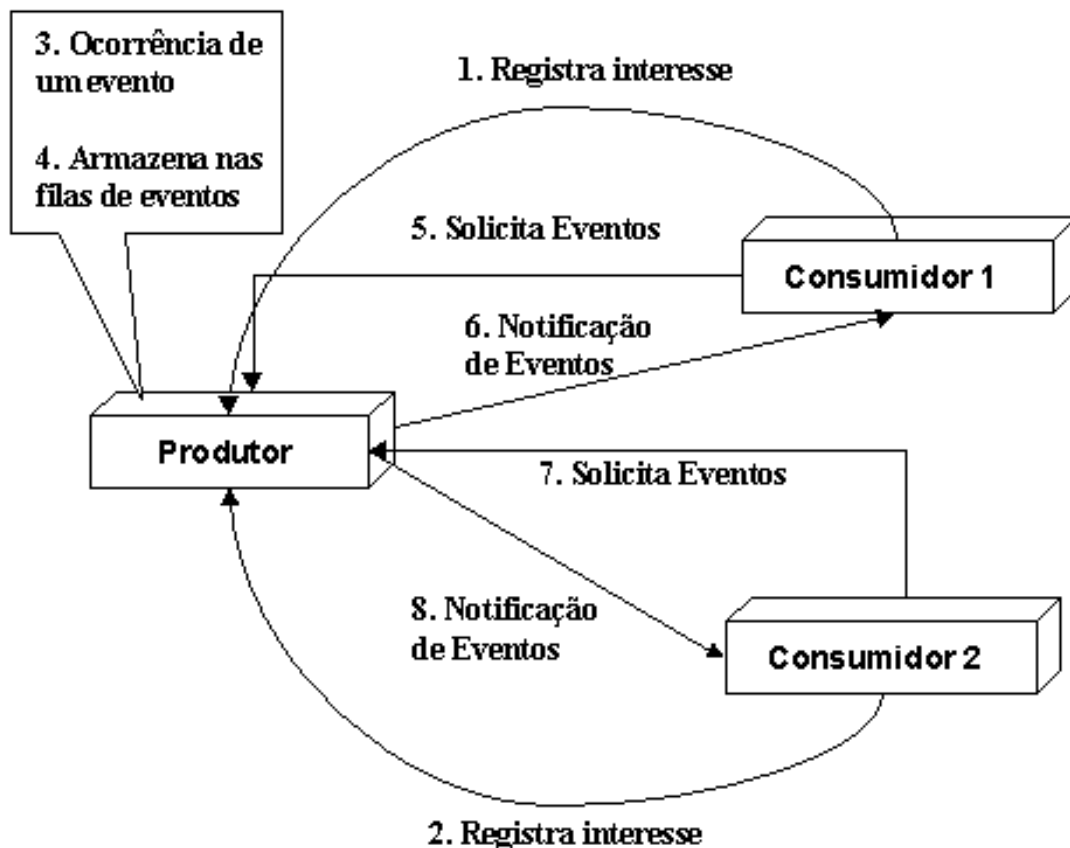 3. Ocorrência de
um evento
4. Armazena nas
filas de eventos
1. Registra interesse
5. Solicita Eventos
Consumidor 1
6. Notificação
de Eventos
Produtor
7. Solicita Eventos
8. Notificação
de Eventos
Consumidor 2
2. Registra interesse